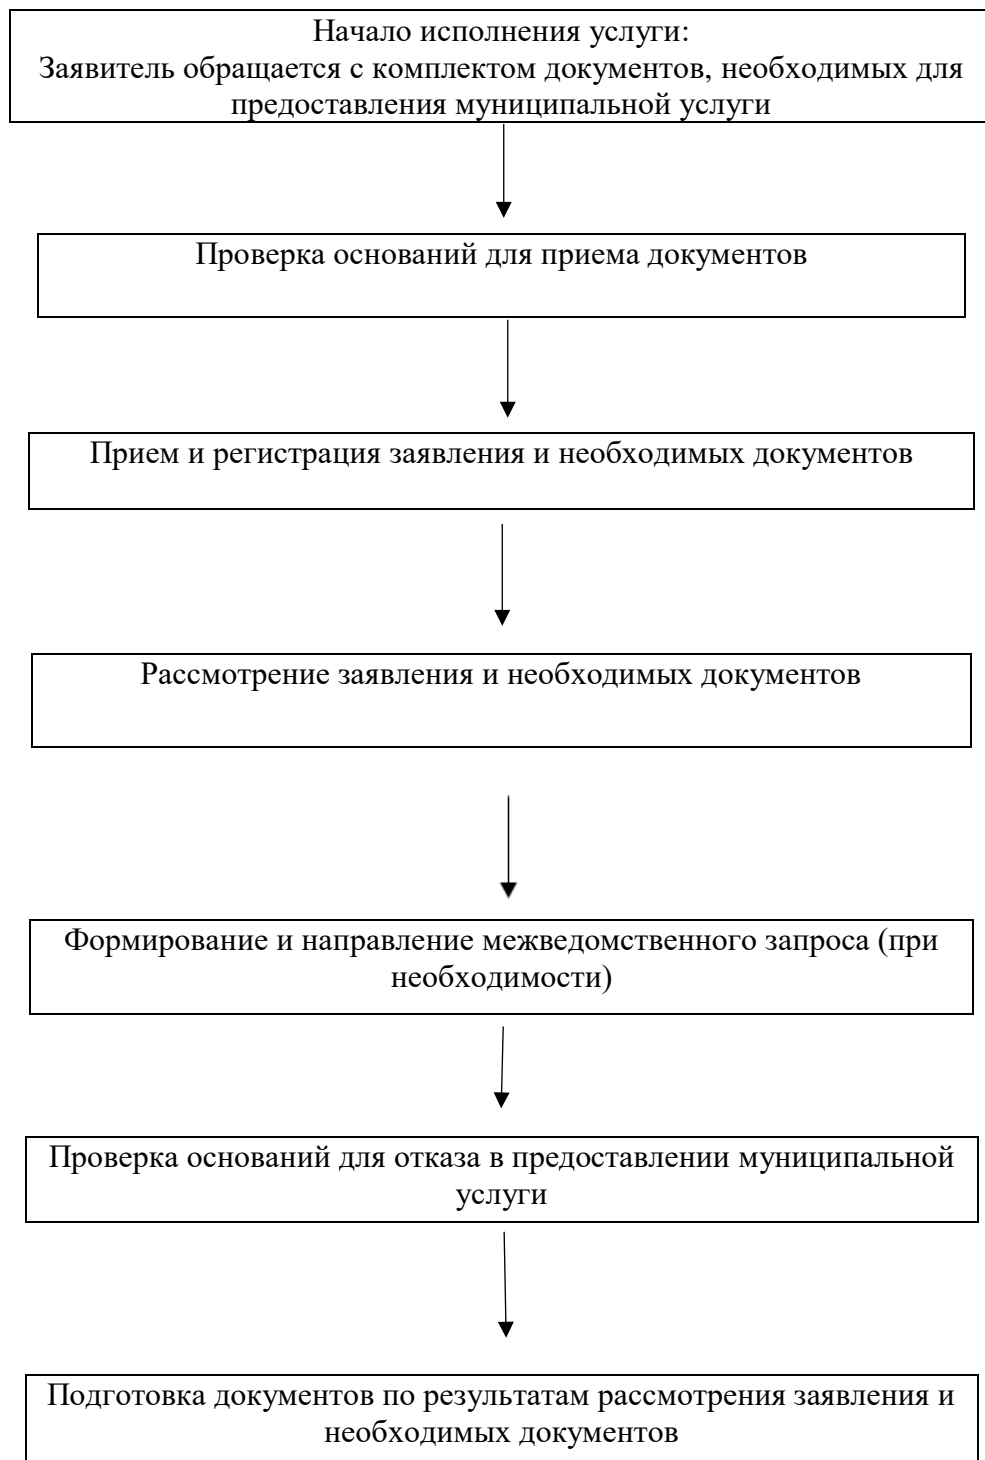 Начало исполнения услуги:
Заявитель обращается с комплектом документов, необходимых для
предоставления муниципальной услуги
Проверка оснований для приема документов
Прием и регистрация заявления и необходимых документов
Рассмотрение заявления и необходимых документов
Формирование и направление межведомственного запроса (при
необходимости)
Проверка оснований для отказа в предоставлении муниципальной
услуги
Подготовка документов по результатам рассмотрения заявления и
необходимых документов